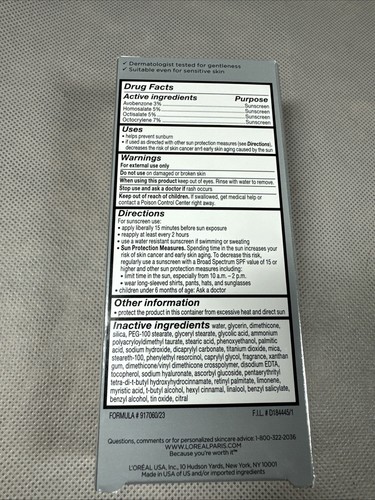 ✓ Dermatologist tested for gentleness
✓ Suitable even for sensitive skin
Drug Facts
Active ingredients Purpose
Avobenzone 3% Sunscreen
Homosalate 5% Sunscreen
Octisalate 5% Sunscreen
Octocrylene 7% Sunscreen
Uses
• helps prevent sunburn
• if used as directed with other sun protection measures (see Directions),
decreases the risk of skin cancer and early skin aging caused by the sun
Warnings
For external use only
Do not use on damaged or broken skin
When using this product keep out of eyes. Rinse with water to remove.
Stop use and ask a doctor if rash occurs
Keep out of reach of children. If swallowed, get medical help or
contact a Poison Control Center right away.
Directions
For sunscreen use:
• apply liberally 15 minutes before sun exposure
• reapply at least every 2 hours
• use a water resistant sunscreen if swimming or sweating
• Sun Protection Measures. Spending time in the sun increases your
risk of skin cancer and early skin aging. To decrease this risk,
regularly use a sunscreen with a Broad Spectrum SPF value of 15 or
higher and other sun protection measures including:
• limit time in the sun, especially from 10 a.m. – 2 p.m.
• wear long-sleeved shirts, pants, hats, and sunglasses
• children under 6 months of age: Ask a doctor
Other information
• protect the product in this container from excessive heat and direct sun
Inactive ingredients water, glycerin, dimethicone,
silica, PEG-100 stearate, glyceryl stearate, glycolic acid, ammonium
polyacryloyldimethyl taurate, stearic acid, phenoxyethanol, palmitic
acid, sodium hydroxide, dicaprylyl carbonate, titanium dioxide, mica,
steareth-100, phenylethyl resorcinol, caprylyl glycol, fragrance, xanthan
gum, dimethicone/vinyl dimethicone crosspolymer, disodium EDTA,
tocopherol, sodium hyaluronate, ascorbyl glucoside, pentaerythrityl
tetra-di-t-butyl hydroxyhydrocinnamate, retinyl palmitate, limonene,
myristic acid, t-butyl alcohol, hexyl cinnamal, linalool, benzyl salicylate,
benzyl alcohol, tin oxide, citral
FORMULA # 917060/23 F.I.L. # D184445/1
Questions, comments or for personalized skincare advice: 1-800-322-2036
WWW.LOREALPARIS.COM
Because you're worth it™
L'ORÉAL USA, Inc., 10 Hudson Yards, New York, NY 10001
Made in USA of US and/or imported ingredients